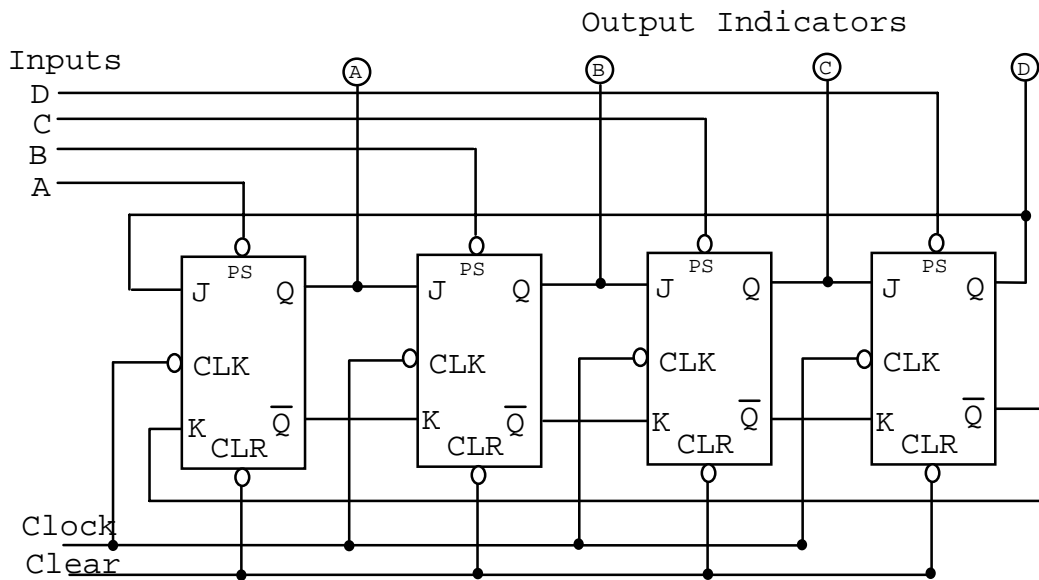 Output Indicators
Inputs
A
B
C
D
D
C
B
A
PS
PS
PS
PS
J Q
J Q
J Q
J Q
CLK
CLK
CLK
CLK
K Q̅
K Q̅
K Q̅
K Q̅
CLR
CLR
CLR
CLR
Clock
Clear